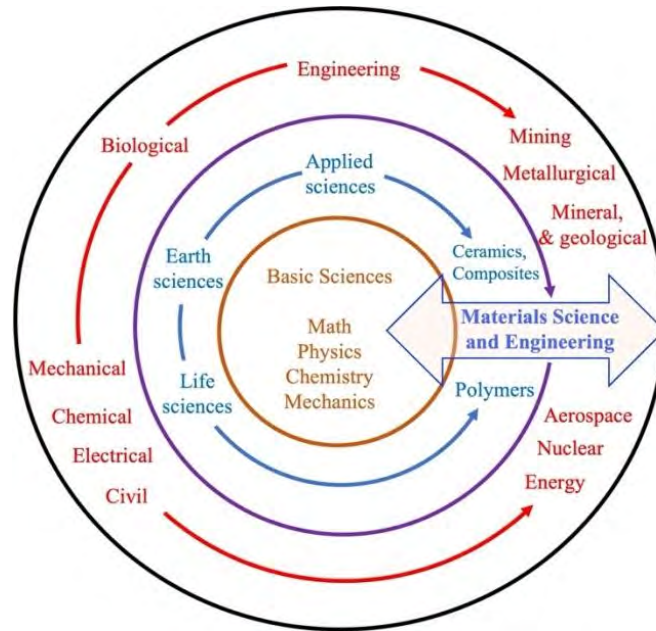 Engineering
Biological
Mining
Metallurgical
Mineral,
& geological
Applied
sciences
Earth
sciences
Ceramics,
Composites
Basic Sciences
Math
Physics
Chemistry
Mechanics
Materials Science
and Engineering
Life
sciences
Polymers
Mechanical
Chemical
Electrical
Civil
Aerospace
Nuclear
Energy